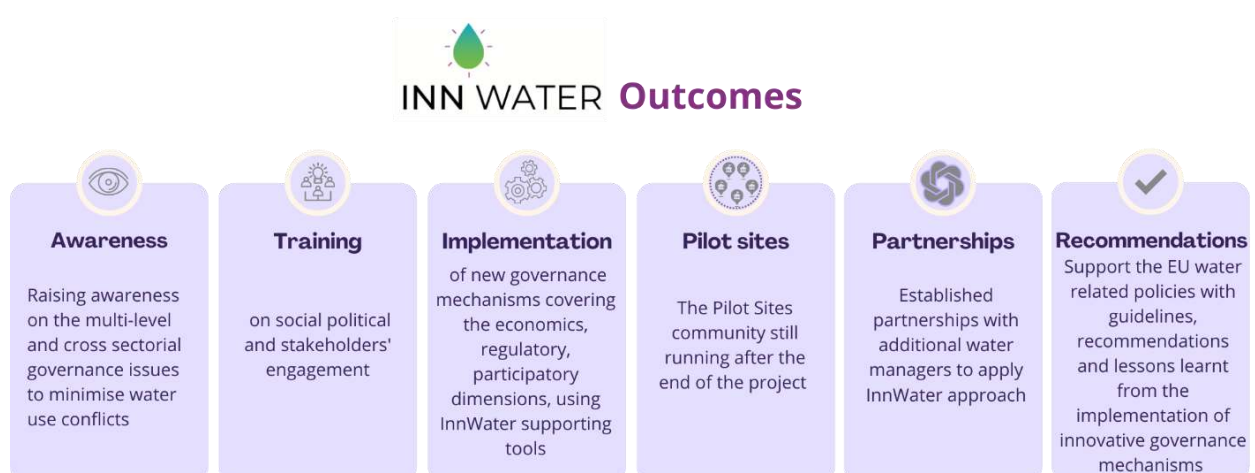 INN WATER Outcomes
Awareness
Raising awareness
on the multi-level
and cross sectorial
governance issues
to minimise water
use conflicts
Training
on social political
and stakeholders'
engagement
Implementation
of new governance
mechanisms covering
the economics,
regulatory,
participatory
dimensions, using
InnWater supporting
tools
Pilot sites
The Pilot Sites
community still
running after the
end of the project
Partnerships
Established
partnerships with
additional water
managers to apply
InnWater approach
Recommendations
Support the EU water
related policies with
guidelines,
recommendations
and lessons learnt
from the
implementation of
innovative governance
mechanisms